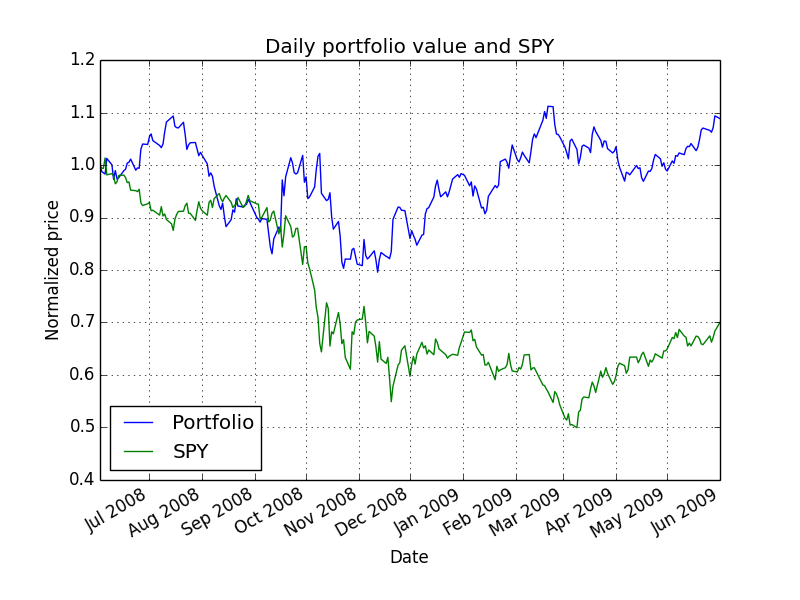 Daily portfolio value and SPY
1.2
1.1
1.0
0.9
0.8
0.7
0.6
0.5
0.4
Normalized price
Portfolio
SPY
Jul 2008
Aug 2008
Sep 2008
Oct 2008
Nov 2008
Dec 2008
Jan 2009
Feb 2009
Mar 2009
Apr 2009
May 2009
Jun 2009
Date